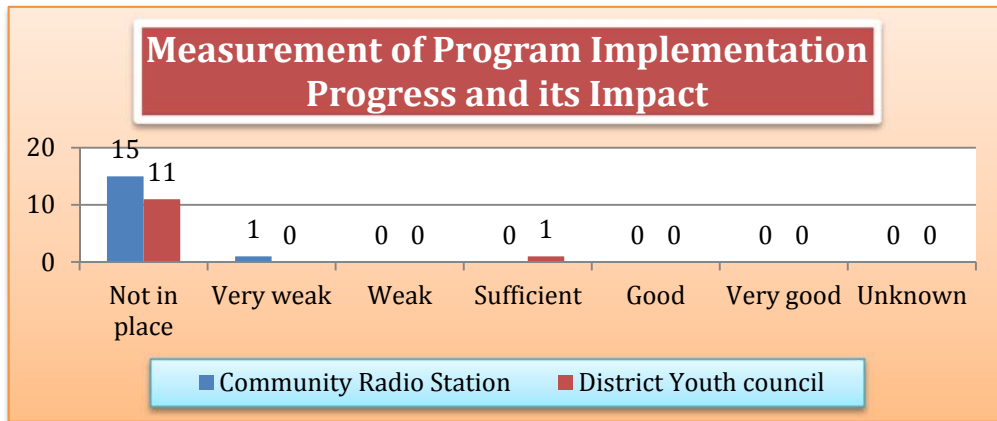 Measurement of Program Implementation
Progress and its Impact
20
15
11
10
1 0 0 0 0 1 0 0 0 0 0 0
0
Not in Very weak Weak Sufficient Good Very good Unknown
place
Community Radio Station District Youth council